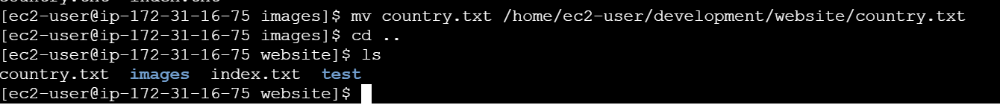 [ec2-user@ip-172-31-16-75 images]$ mv country.txt /home/ec2-user/development/website/country.txt
[ec2-user@ip-172-31-16-75 images]$ cd ..
[ec2-user@ip-172-31-16-75 website]$ ls
country.txt  images  index.txt  test
[ec2-user@ip-172-31-16-75 website]$